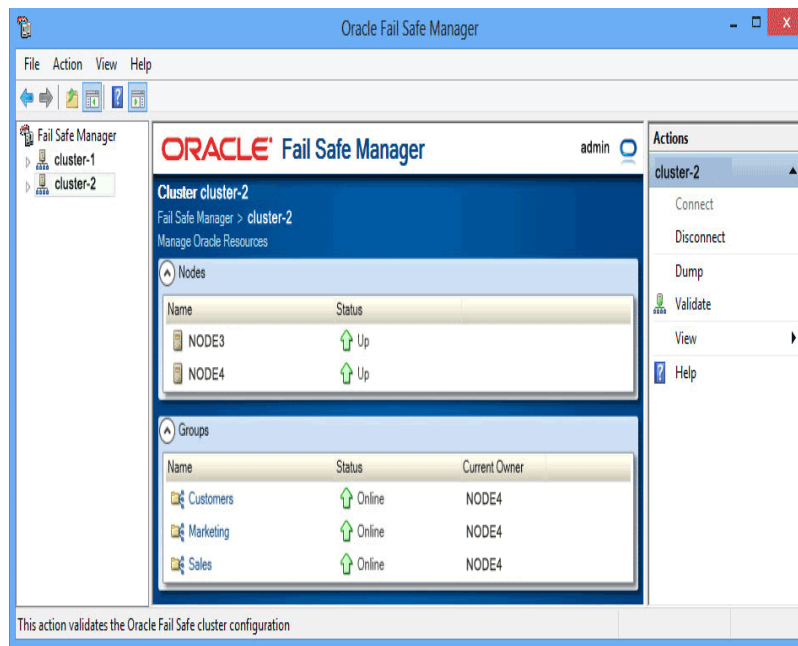 Oracle Fail Safe Manager
File Action View Help
Fail Safe Manager
cluster-1
cluster-2
ORACLE Fail Safe Manager
admin
Cluster cluster-2
Fail Safe Manager > cluster-2
Manage Oracle Resources
Nodes
Name Status
NODE3 Up
NODE4 Up
Groups
Name Status Current Owner
Customers Online NODE4
Marketing Online NODE4
Sales Online NODE4
Actions
cluster-2
Connect
Disconnect
Dump
Validate
View
Help
This action validates the Oracle Fail Safe cluster configuration